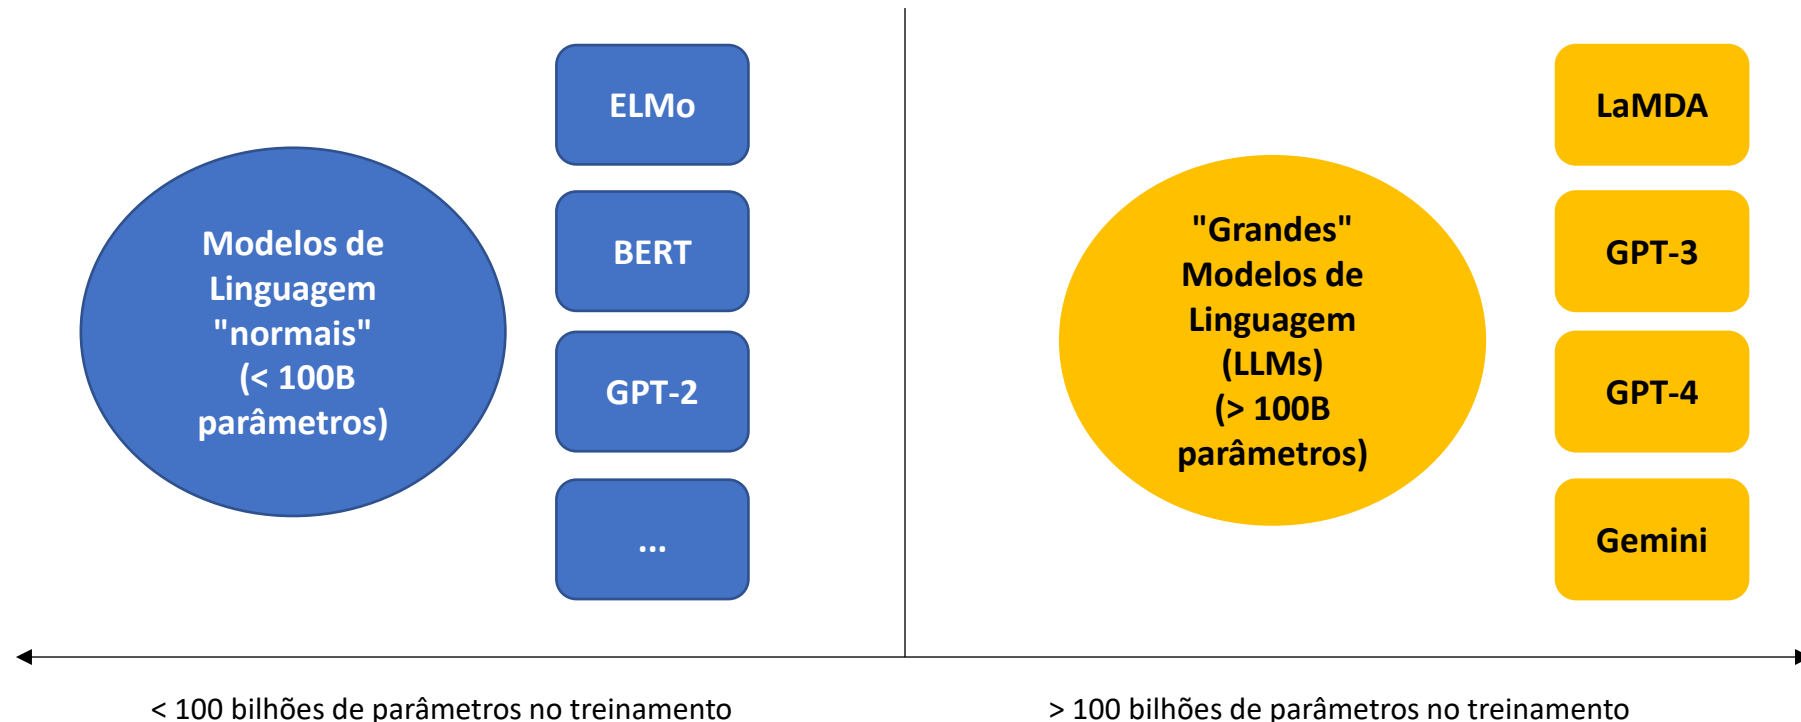 Modelos de
Linguagem
"normais"
(< 100B
parâmetros)
ELMo
BERT
GPT-2
...
"Grandes"
Modelos de
Linguagem
(LLMs)
(> 100B
parâmetros)
LaMDA
GPT-3
GPT-4
Gemini
< 100 bilhões de parâmetros no treinamento
> 100 bilhões de parâmetros no treinamento